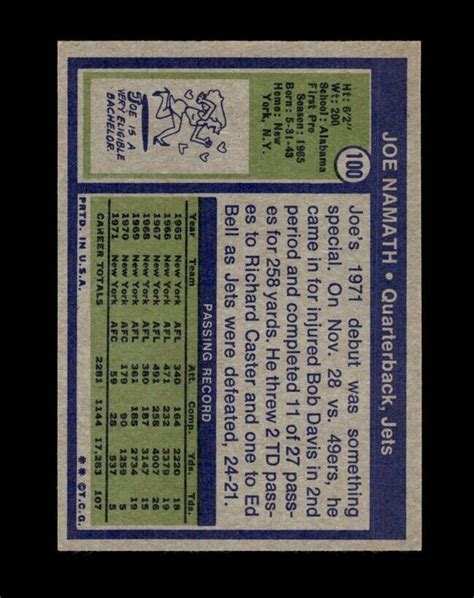 JOE NAMATH • Quarterback, Jets
100
Ht: 6'2"
Wt: 200
School: Alabama
First Pro
Season: 1965
Born: 5-31-43
Home: New
York, N.Y.
JOE IS A
VERY ELIGIBLE
BACHELOR.
Joe's 1971 debut was something
special. On Nov. 28 vs. 49ers, he
came in for injured Bob Davis in 2nd
period and completed 11 of 27 pass-
es for 258 yards. He threw 2 TD pass-
es to Richard Caster and one to Ed
Bell as Jets were defeated, 24-21.
PASSING RECORD
Year Team Att. Comp. Yds. Tds.
1965 New York AFL 340 164 2220 18
1966 New York AFL 471 232 3379 19
1967 New York AFL 491 258 4007 26
1968 New York AFL 380 187 3147 15
1969 New York AFL 361 185 2734 19
1970 New York AFC 179 90 1259 5
1971 New York AFC 59 28 537 5
CAREER TOTALS 2281 1144 17,283 107
PRTD. IN U.S.A. ** ©T.C.G.